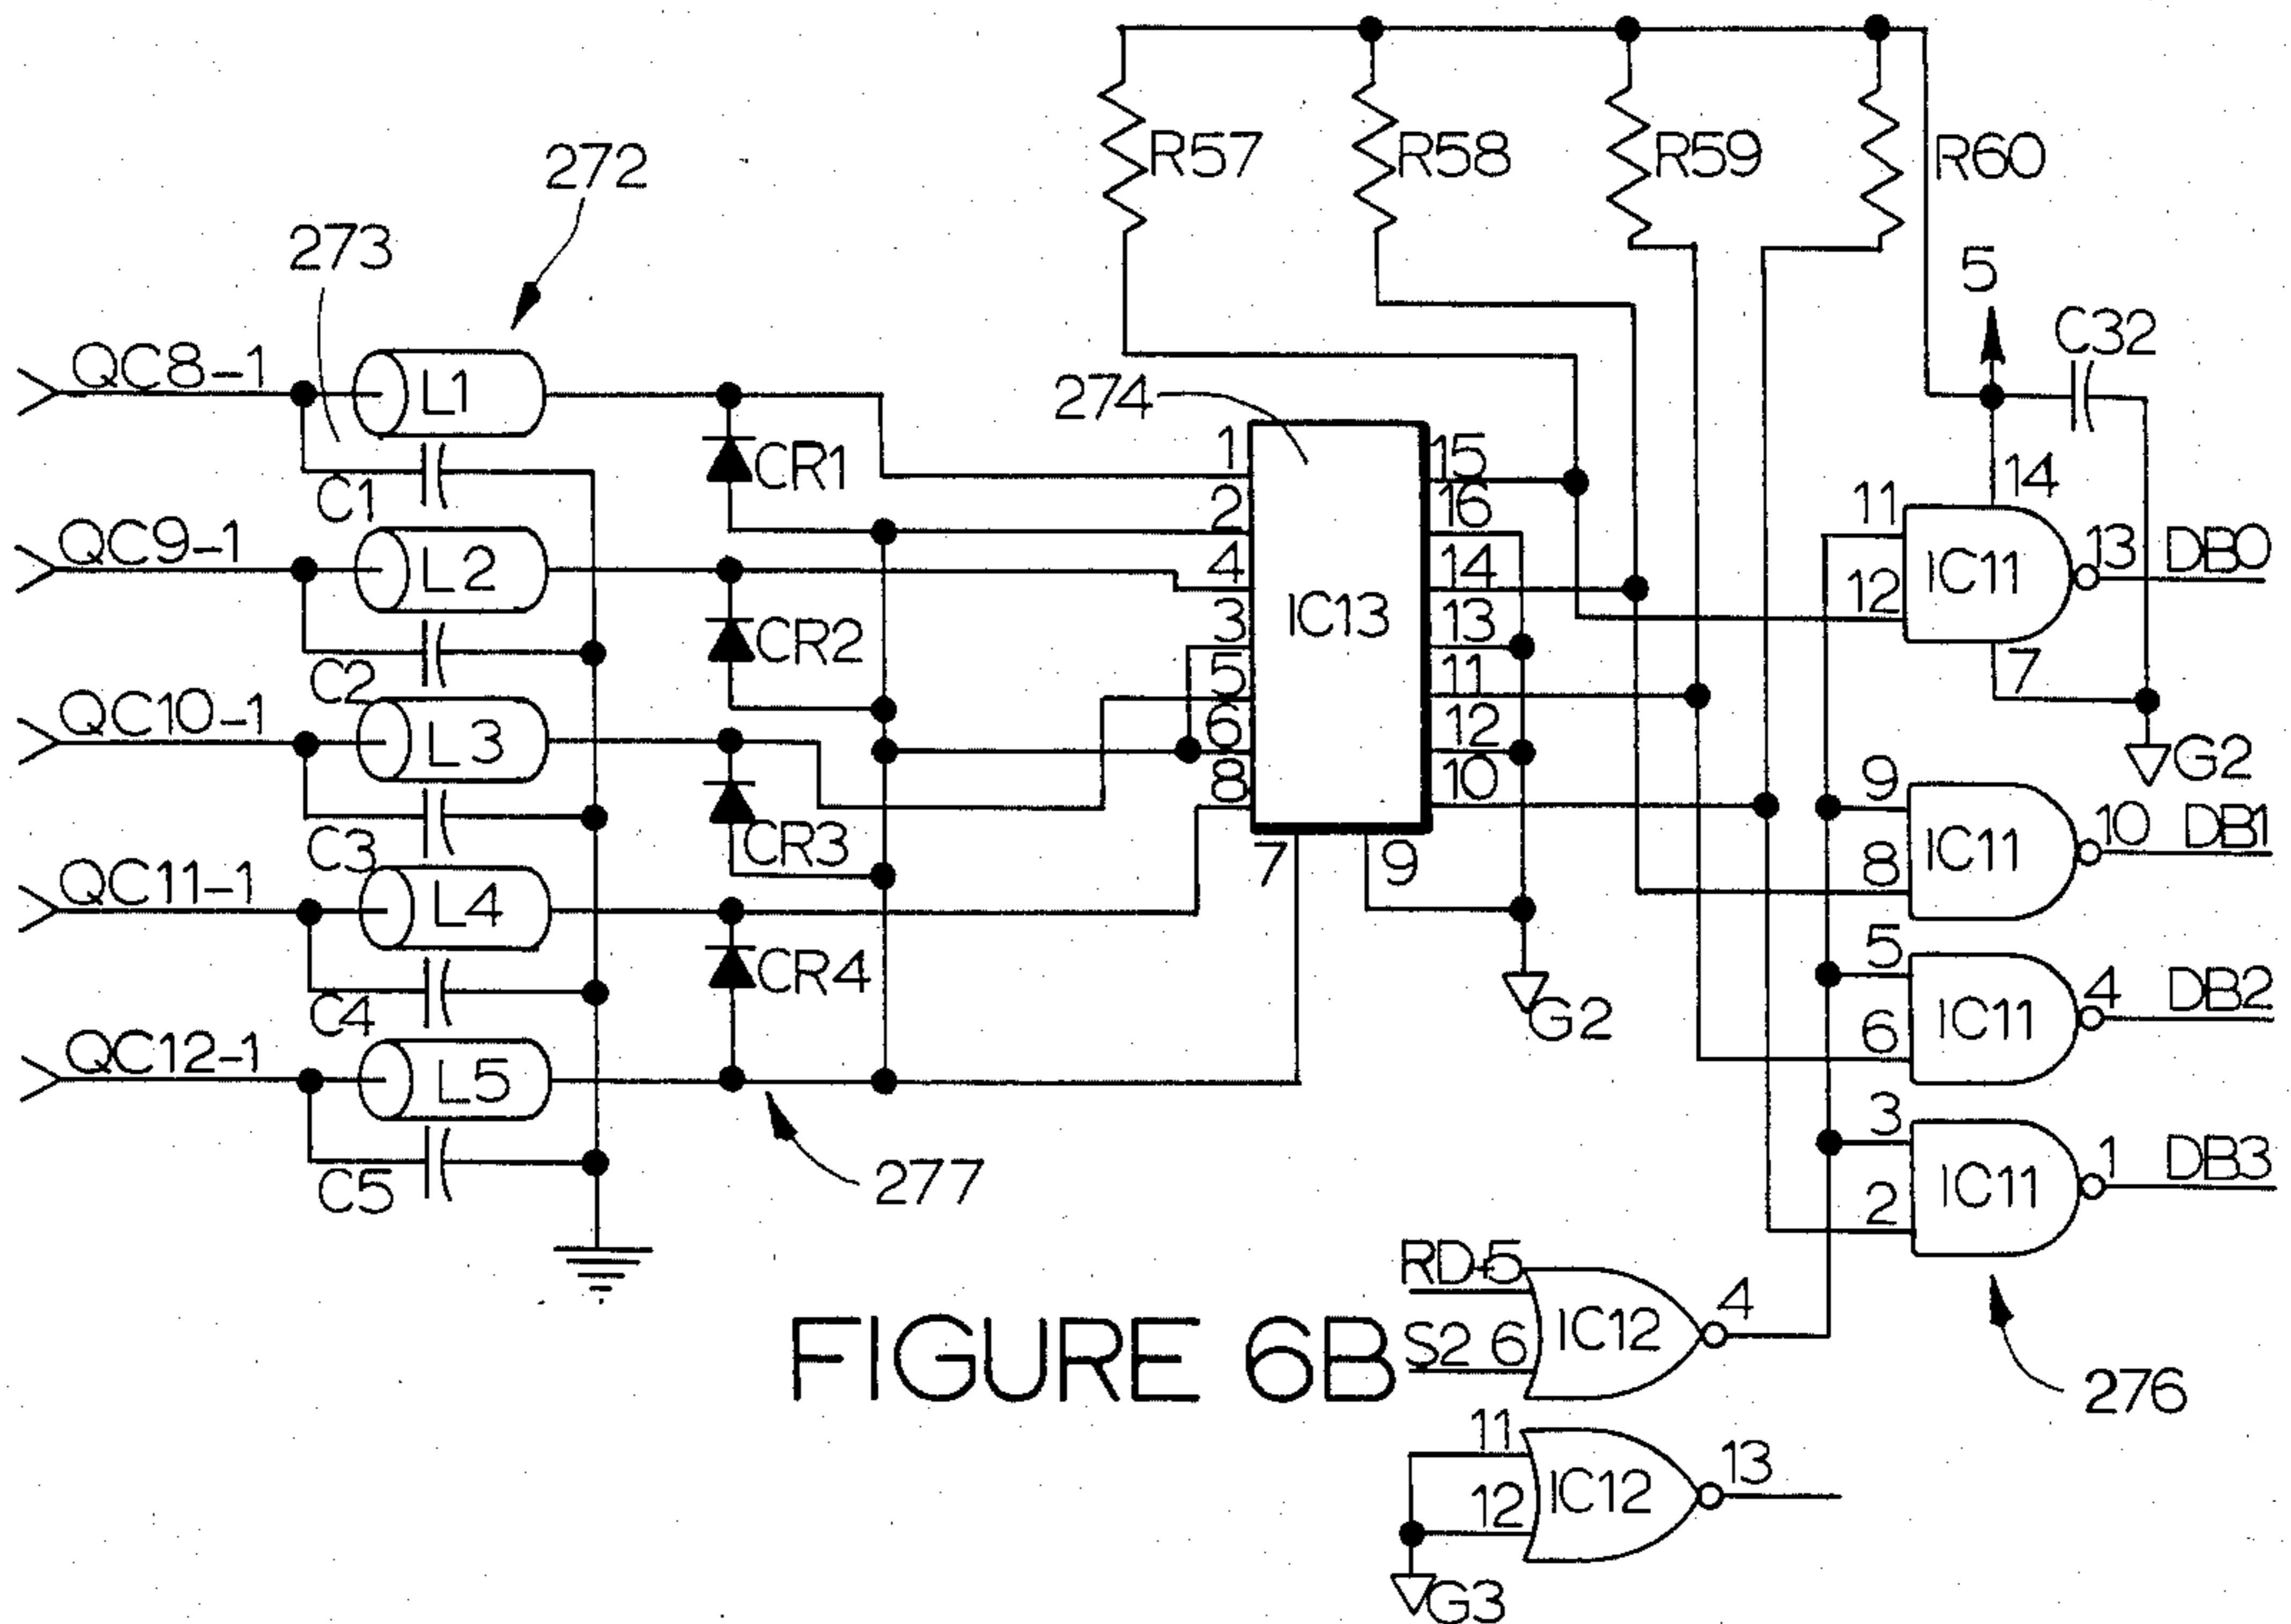 R57 R58 R59 R60
272
273
5
C32
QC8-1
L1
C1
CR1
274
1
2
4
3
5
6
8
7
9
IC13
15
16
14
13
11
12
10
QC9-1
L2
C2
CR2
QC10-1
L3
C3
CR3
QC11-1
L4
C4
CR4
QC12-1
L5
C5
277
G2
14
11
12
IC11
13
DB0
7
G2
9
8
IC11
10
DB1
5
6
IC11
4
DB2
3
2
IC11
1
DB3
276
RD 5
S2 6
IC12
4
11
12
IC12
13
G3
FIGURE 6B